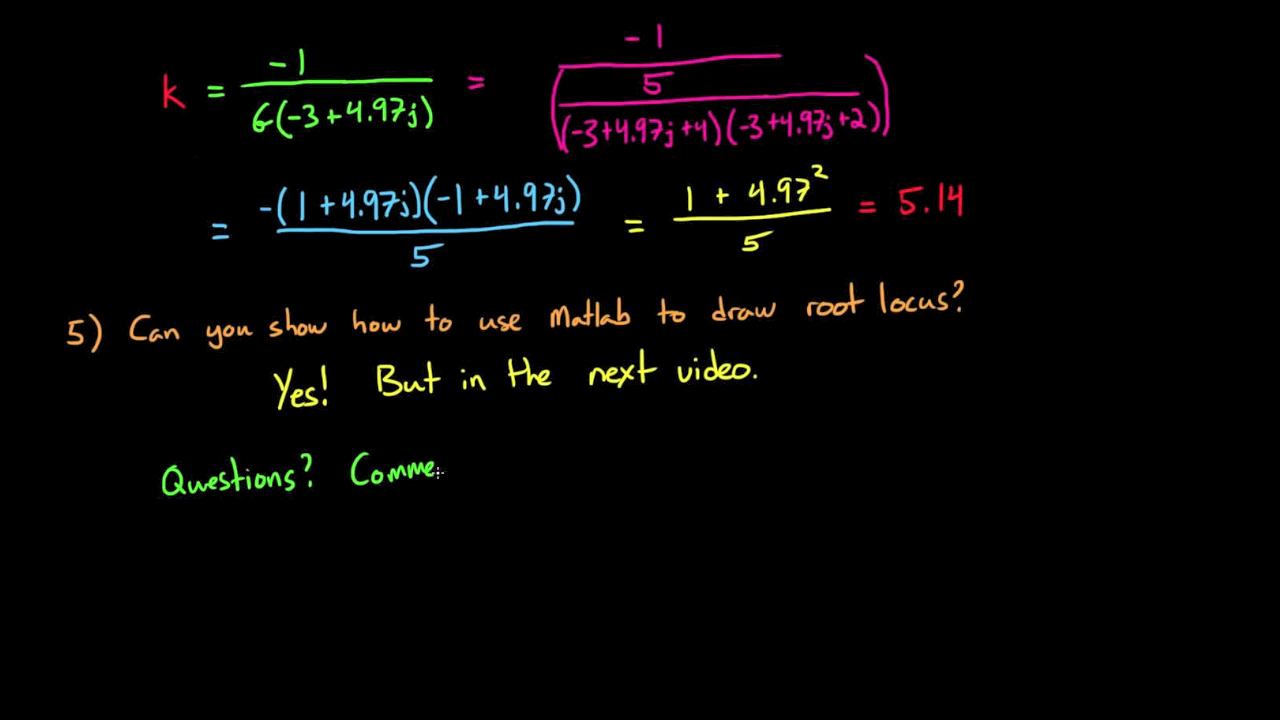 k = -1 / 6(-3+4.97j) = -1 / (5 / (-3+4.97j+4)(-3+4.97j+2))
= -(1+4.97j)(-1+4.97j) / 5 = 1 + 4.97² / 5 = 5.14
5) Can you show how to use Matlab to draw root locus?
Yes! But in the next video.
Questions? Comme